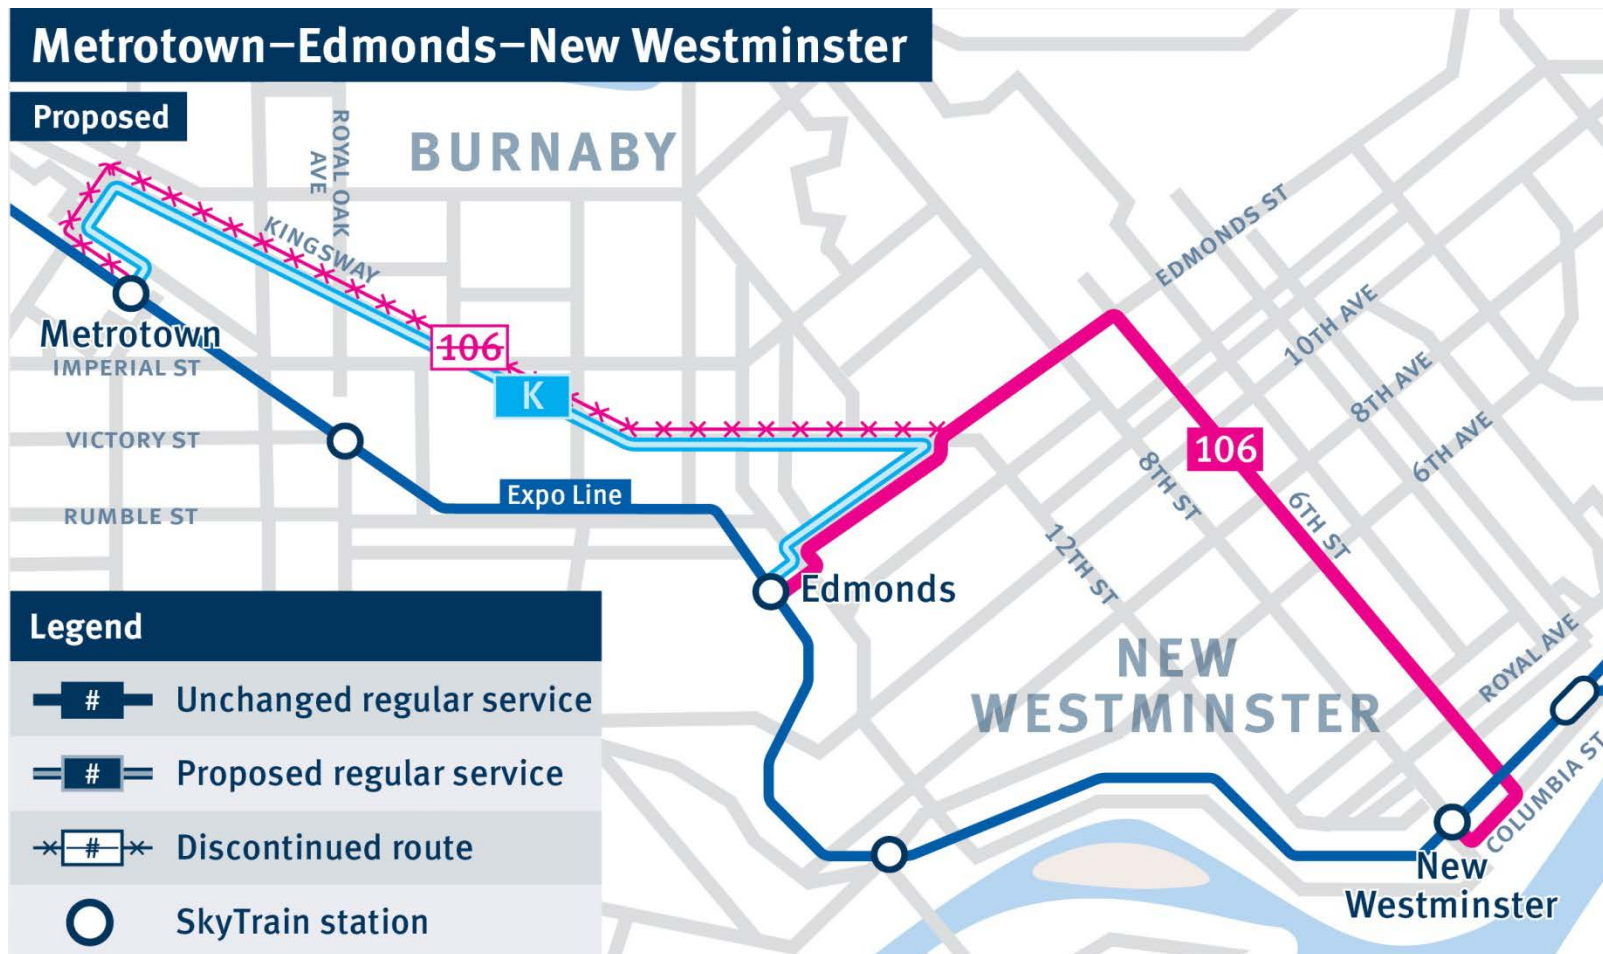 Metrotown–Edmonds–New Westminster
Proposed
BURNABY
ROYAL OAK
AVE
KINGSWAY
EDMONDS ST
10TH AVE
8TH AVE
6TH AVE
Metrotown
IMPERIAL ST
106
K
VICTORY ST
106
8TH ST
6TH ST
Expo Line
RUMBLE ST
12TH ST
Edmonds
NEW
WESTMINSTER
ROYAL AVE
COLUMBIA ST
New
Westminster
Legend
# Unchanged regular service
# Proposed regular service
# Discontinued route
SkyTrain station